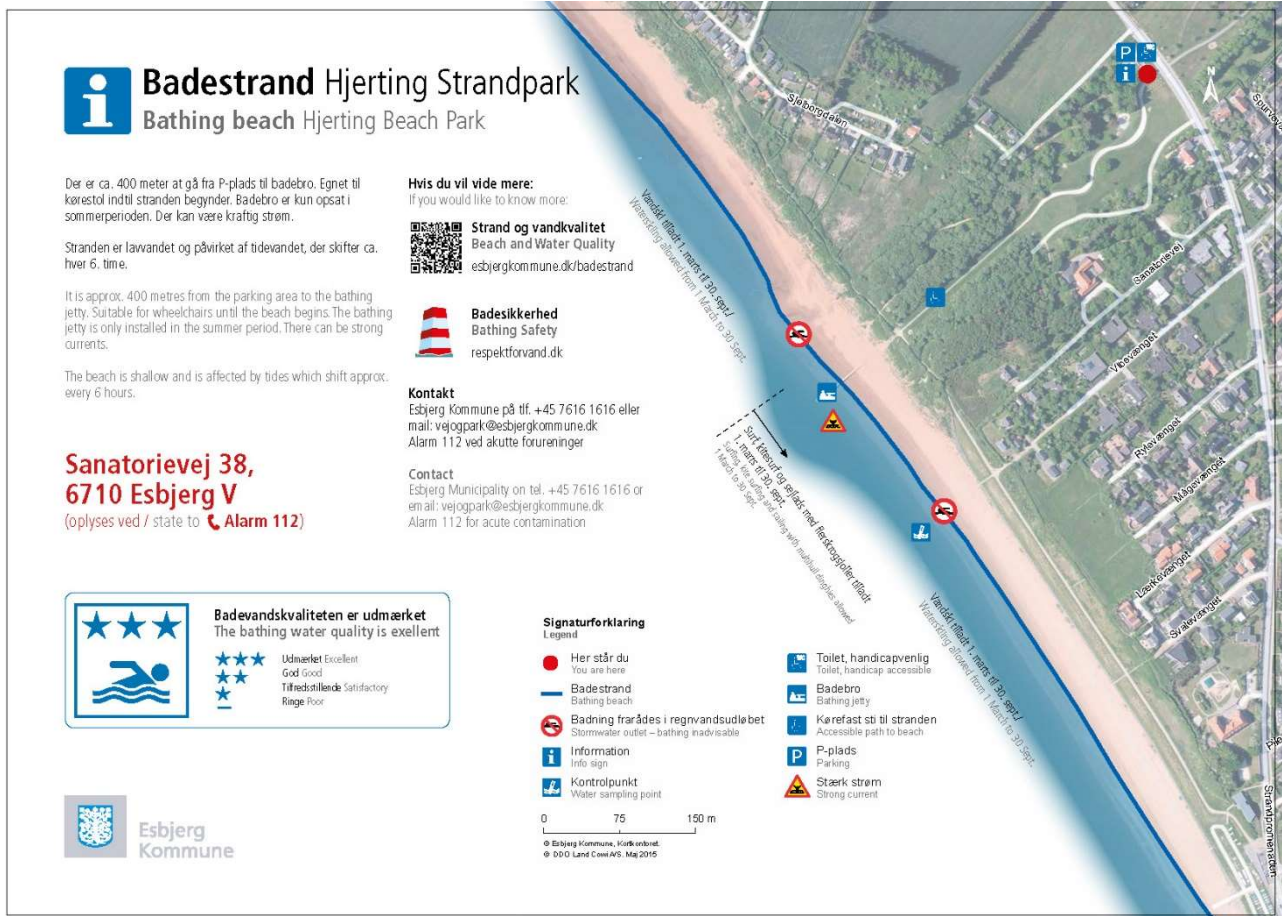 Badestrand Hjerting Strandpark
Bathing beach Hjerting Beach Park
Der er ca. 400 meter at gå fra P-plads til badebro. Egnet til
kørestol indtil stranden begynder. Badebro er kun opsat i
sommerperioden. Der kan være kraftig strøm.
Stranden er lavvandet og påvirket af tidevandet, der skifter ca.
hver 6. time.
It is approx. 400 metres from the parking area to the bathing
jetty. Suitable for wheelchairs until the beach begins. The bathing
jetty is only installed in the summer period. There can be strong
currents.
The beach is shallow and is affected by tides which shift approx.
every 6 hours.
Sanatorievej 38,
6710 Esbjerg V
(oplyses ved / state to Alarm 112)
Hvis du vil vide mere:
If you would like to know more:
Strand og vandkvalitet
Beach and Water Quality
esbjergkommune.dk/badestrand
Badesikkerhed
Bathing Safety
respektforvand.dk
Kontakt
Esbjerg Kommune på tlf. +45 7616 1616 eller
mail: vejogpark@esbjergkommune.dk
Alarm 112 ved akutte forureninger
Contact
Esbjerg Municipality on tel. +45 7616 1616 or
email: vejogpark@esbjergkommune.dk
Alarm 112 for acute contamination
Badevandskvaliteten er udmærket
The bathing water quality is exellent
Udmærket Excellent
God Good
Tilfredsstillende Satisfactory
Ringe Poor
Esbjerg
Kommune
Signaturforklaring
Legend
Her står du
You are here
Badestrand
Bathing beach
Badning frarådes i regnvandsudløbet
Stormwater outlet – bathing inadvisable
Information
Info sign
Kontrolpunkt
Water sampling point
Toilet, handicapvenlig
Toilet, handicap accessible
Badebro
Bathing jetty
Kørefast sti til stranden
Accessible path to beach
P
P-plads
Parking
Stærk strøm
Strong current
0 75 150 m
© Esbjerg Kommune, Kortkontoret.
© DDO Land Cowi A/S. Maj 2015
Vandski tilladt 1. marts til 30. sept./
Waterskiing allowed from 1 March to 30 Sept.
Surf, kitesurf og sejlads med flerskrogsjoller tilladt
1. marts til 30. sept.
Surfing, kite surfing and sailing with multihull dinghies allowed
1 March to 30 Sept.
Vandski tilladt 1. marts til 30. sept./
Waterskiing allowed from 1 March to 30 Sept.
P
N
Sjelborgdalen
Sanatorievej
Vibevænget
Rylevænget
Mågevænget
Lærkevænget
Svalevænget
Strandpromenaden